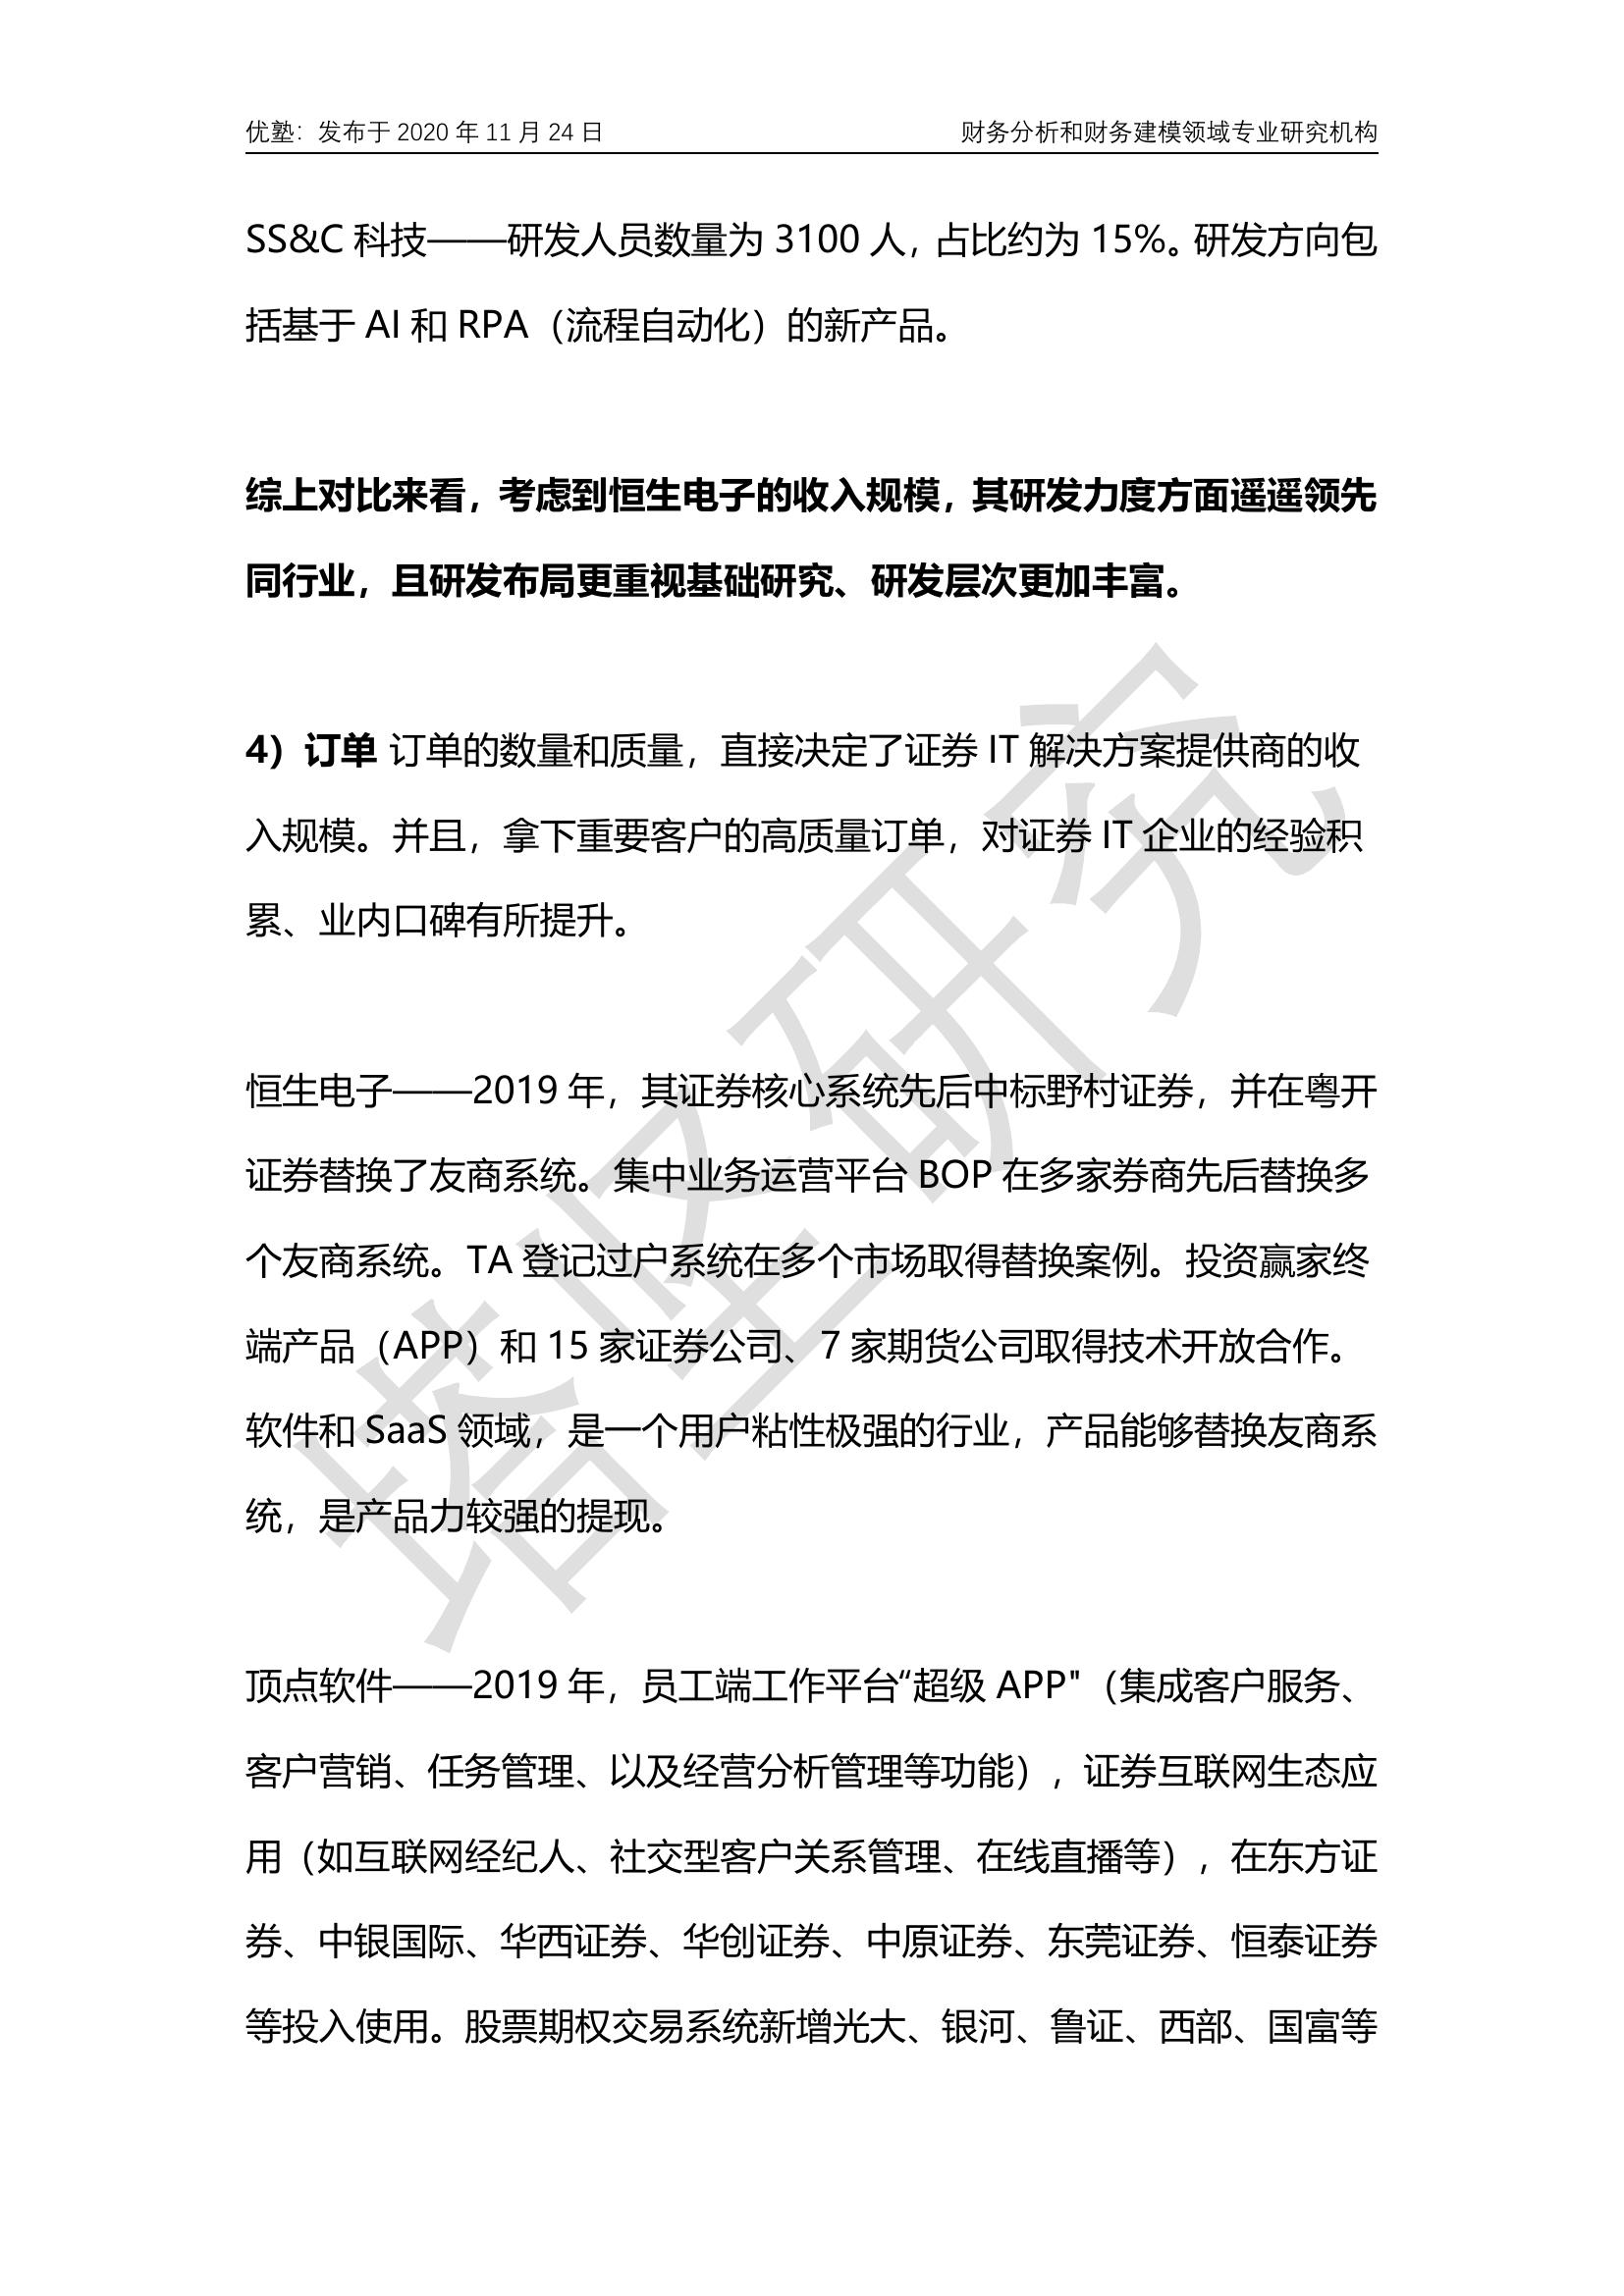 优塾：发布于 2020 年 11 月 24 日 财务分析和财务建模领域专业研究机构
SS&C 科技——研发人员数量为 3100 人，占比约为 15%。研发方向包
括基于 AI 和 RPA（流程自动化）的新产品。
综上对比来看，考虑到恒生电子的收入规模，其研发力度方面遥遥领先
同行业，且研发布局更重视基础研究、研发层次更加丰富。
4）订单 订单的数量和质量，直接决定了证券 IT 解决方案提供商的收
入规模。并且，拿下重要客户的高质量订单，对证券 IT 企业的经验积
累、业内口碑有所提升。
恒生电子——2019 年，其证券核心系统先后中标野村证券，并在粤开
证券替换了友商系统。集中业务运营平台 BOP 在多家券商先后替换多
个友商系统。TA 登记过户系统在多个市场取得替换案例。投资赢家终
端产品（APP）和 15 家证券公司、7 家期货公司取得技术开放合作。
软件和 SaaS 领域，是一个用户粘性极强的行业，产品能够替换友商系
统，是产品力较强的提现。
顶点软件——2019 年，员工端工作平台“超级 APP"（集成客户服务、
客户营销、任务管理、以及经营分析管理等功能），证券互联网生态应
用（如互联网经纪人、社交型客户关系管理、在线直播等），在东方证
券、中银国际、华西证券、华创证券、中原证券、东莞证券、恒泰证券
等投入使用。股票期权交易系统新增光大、银河、鲁证、西部、国富等
塔坚研究